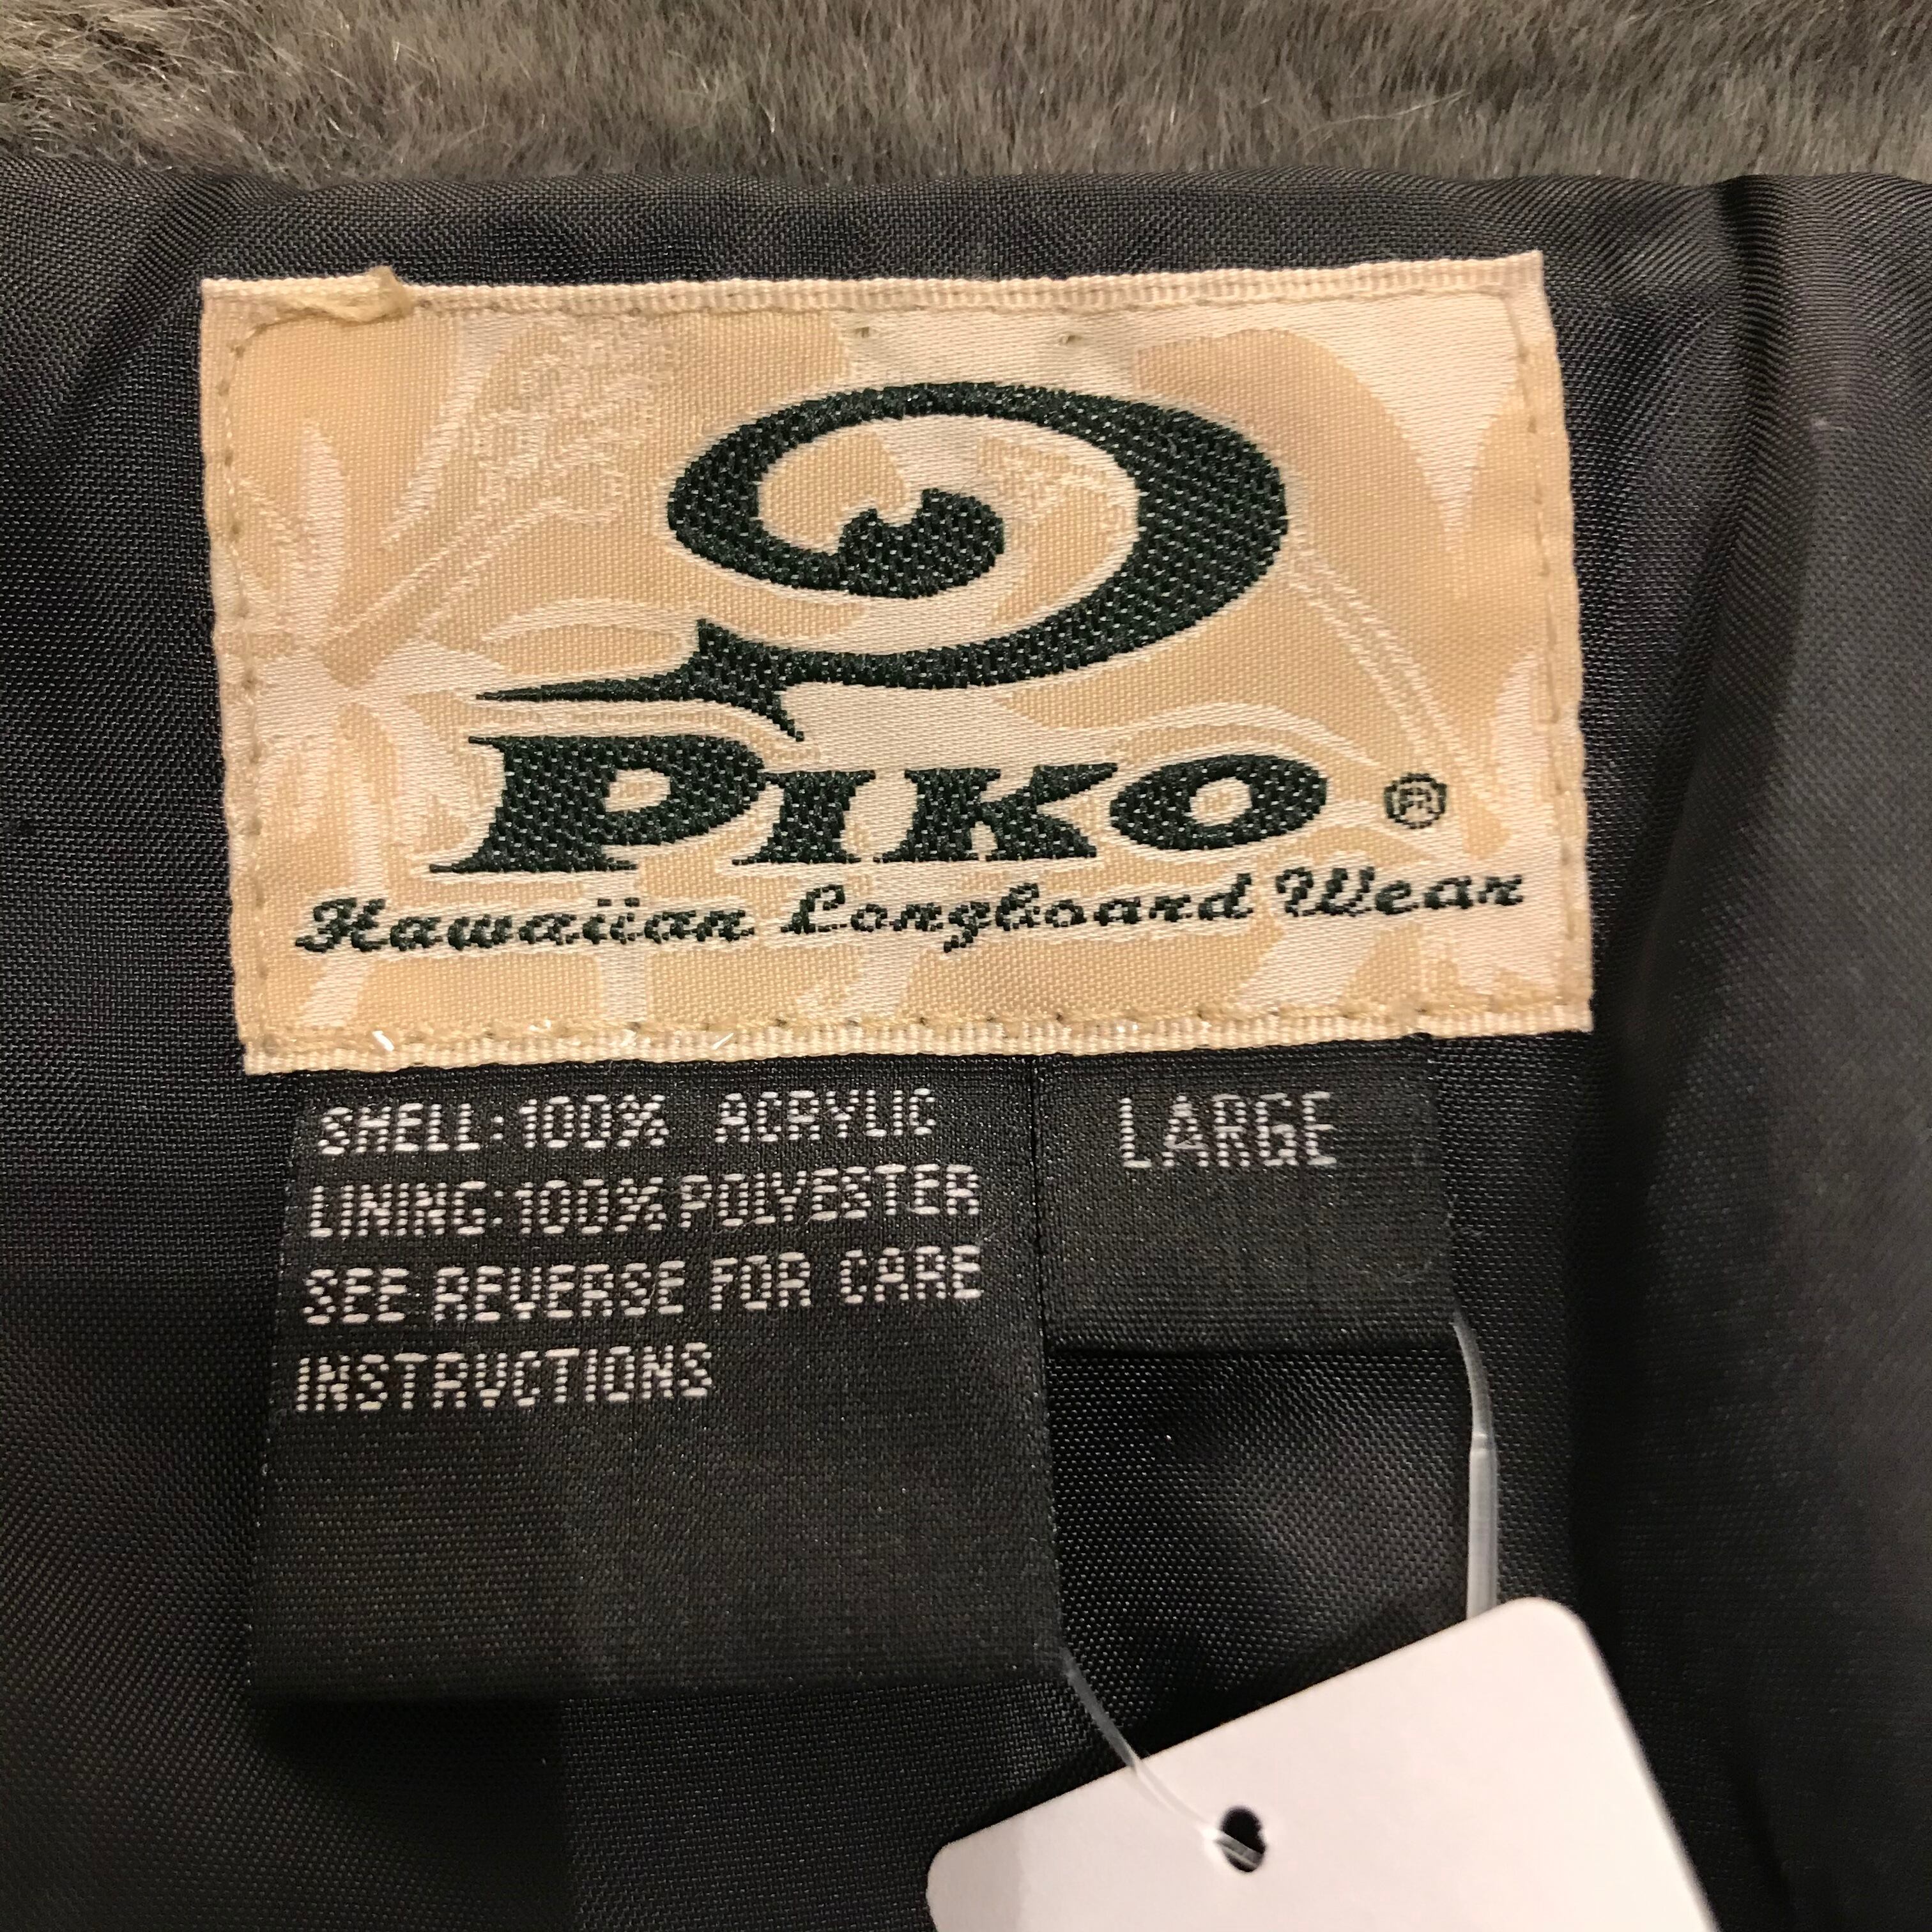 PIKO ®
Hawaiian Longboard Wear
SHELL:100% ACRYLIC
LINING:100% POLYESTER
SEE REVERSE FOR CARE
INSTRUCTIONS
LARGE